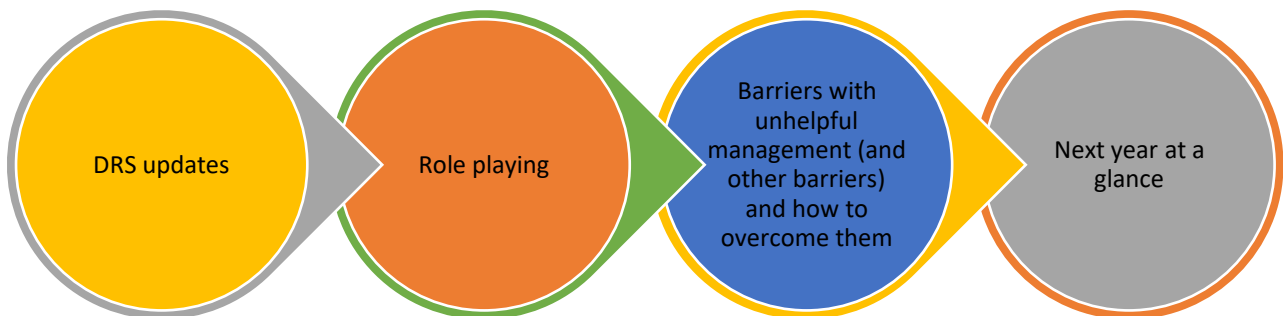 DRS updates
Role playing
Barriers with
unhelpful
management (and
other barriers)
and how to
overcome them
Next year at a
glance